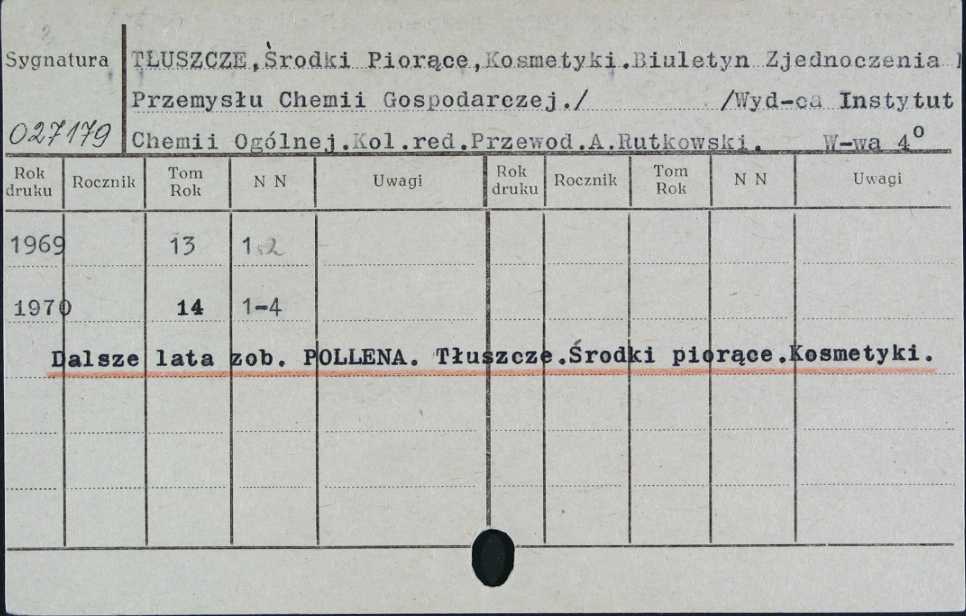 Sygnatura TŁUSZCZE,Środki Piorące,Kosmetyki.Biuletyn Zjednoczenia
Przemysłu Chemii Gospodarczej./ /Wyd-ca Instytut
027179 Chemii Ogólnej.Kol.red.Przewod.A.Rutkowski. W-wa 4o
Rok druku Rocznik Tom Rok N N Uwagi Rok druku Rocznik Tom Rok N N Uwagi
1969 13 1,2
1970 14 1-4
Dalsze lata zob. POLLENA. Tłuszcze.Środki piorące.Kosmetyki.